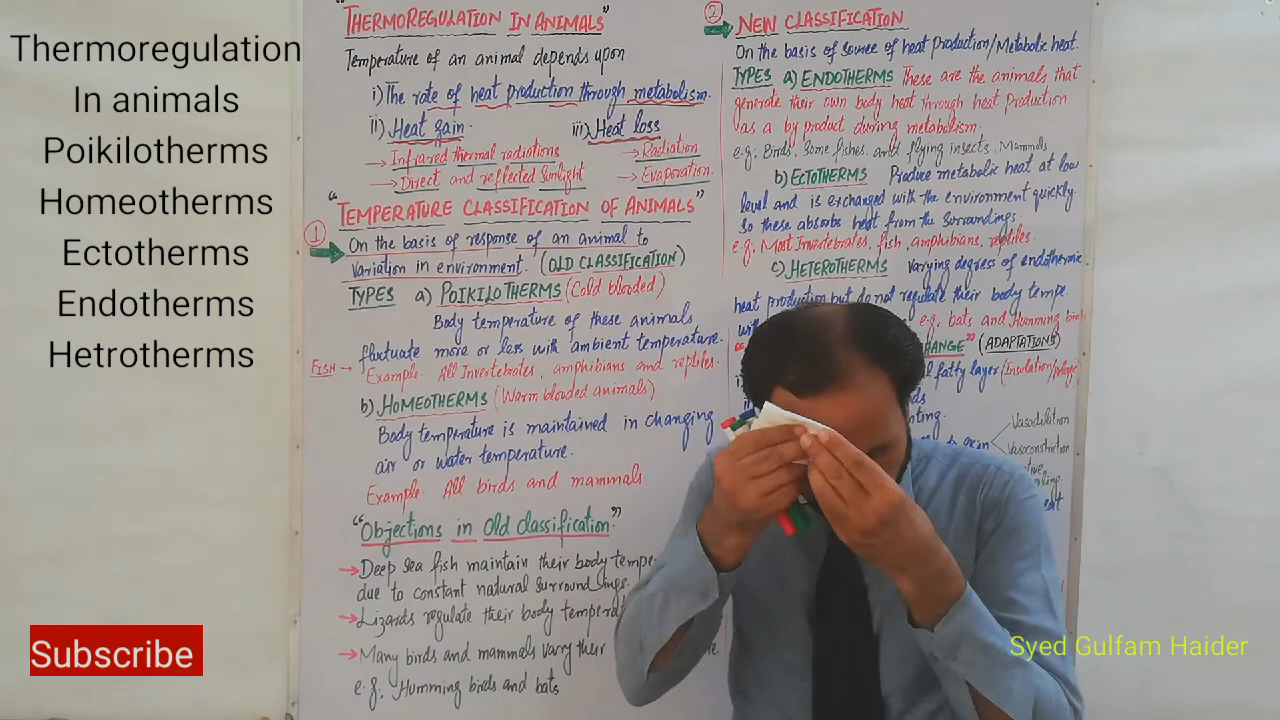 Thermoregulation
In animals
Poikilotherms
Homeotherms
Ectotherms
Endotherms
Hetrotherms
Subscribe
"THERMOREGULATION IN ANIMALS"
Temperature of an animal depends upon
i) The rate of heat production through metabolism.
ii) Heat gain. iii) Heat loss
→ Infrared thermal radiations → Radiation
→ Direct and reflected sunlight → Evaporation.
"TEMPERATURE CLASSIFICATION OF ANIMALS"
① On the basis of response of an animal to
variation in environment. (OLD CLASSIFICATION)
TYPES a) POIKILOTHERMS (Cold blooded)
Body temperature of these animals
fluctuate more or less with ambient temperature.
FISH → Example. All Invertebrates, amphibians and reptiles.
b) HOMEOTHERMS (Warm blooded animals).
Body temperature is maintained in changing
air or water temperature.
Example. All birds and mammals
"Objections in Old classification."
→ Deep sea fish maintain their body tempe
due to constant natural surroundings.
→ Lizards regulate their body temperat
→ Many birds and mammals vary their
e.g; Humming birds and bats
② NEW CLASSIFICATION
On the basis of source of heat Production/Metabolic heat.
TYPES a) ENDOTHERMS These are the animals that
generate their own body heat through heat Production
as a by product during metabolism.
e.g; Birds, Some fishes, and flying insects, Mammals
b) ECTOTHERMS Produce metabolic heat at low
level and is exchanged with the environment quickly.
So these absorbs heat from the surroundings.
e.g; Most Invertebrates, fish, amphibians, reptiles.
c) HETEROTHERMS varying degrees of endothermic
heat production but do not regulate their body tempe.
with e.g. bats and Humming birds
RANGE" (ADAPTATIONS)
fatty layer (Insulation/
Vasodilation
Vasoconstriction
eat
Syed Gulfam Haider